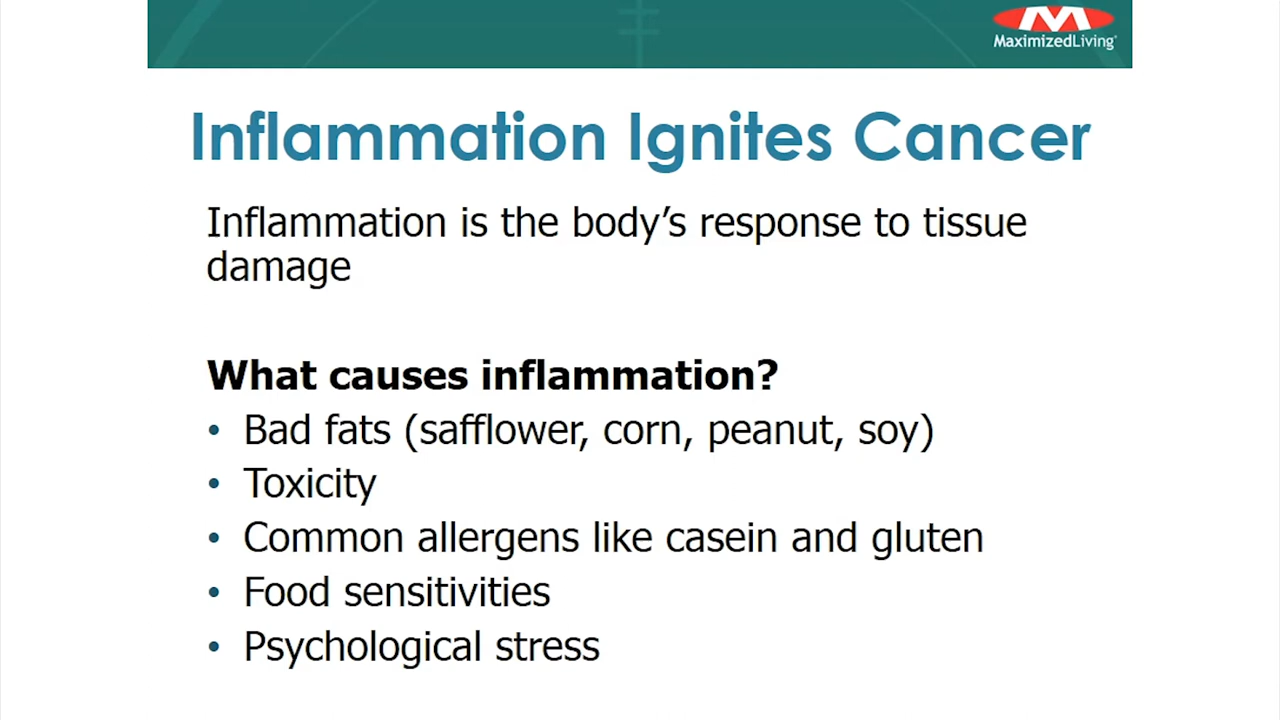 MaximizedLiving
Inflammation Ignites Cancer
Inflammation is the body's response to tissue
damage
What causes inflammation?
• Bad fats (safflower, corn, peanut, soy)
• Toxicity
• Common allergens like casein and gluten
• Food sensitivities
• Psychological stress